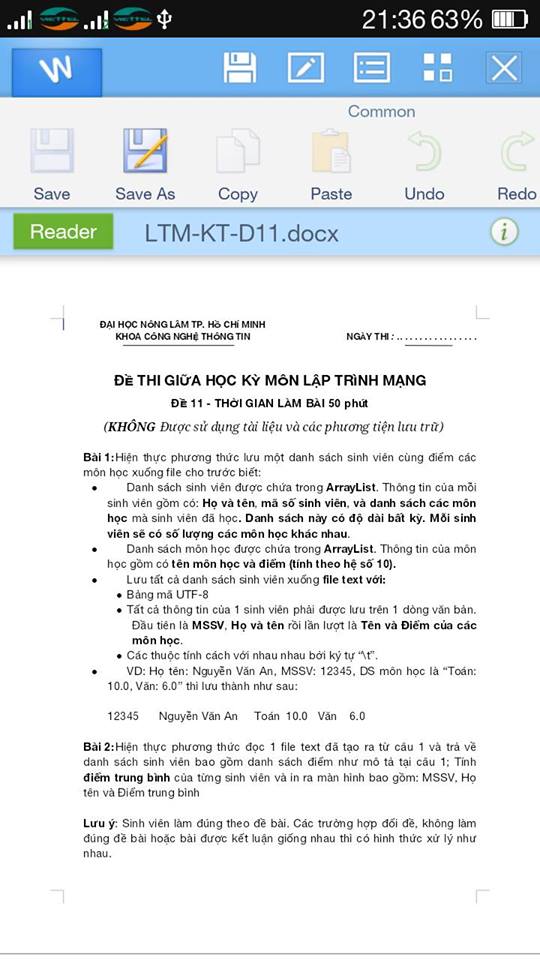 VIETTEL VIETTEL 21:36 63%
W
Common
Save Save As Copy Paste Undo Redo
Reader LTM-KT-D11.docx i
ĐẠI HỌC NÔNG LÂM TP. HỒ CHÍ MINH
KHOA CÔNG NGHỆ THÔNG TIN NGÀY THI : ..................
ĐỀ THI GIỮA HỌC KỲ MÔN LẬP TRÌNH MẠNG
ĐỀ 11 - THỜI GIAN LÀM BÀI 50 phút
(KHÔNG Được sử dụng tài liệu và các phương tiện lưu trữ)
Bài 1:Hiện thực phương thức lưu một danh sách sinh viên cùng điểm các
môn học xuống file cho trước biết:
● Danh sách sinh viên được chứa trong ArrayList. Thông tin của mỗi
sinh viên gồm có: Họ và tên, mã số sinh viên, và danh sách các môn
học mà sinh viên đã học. Danh sách này có độ dài bất kỳ. Mỗi sinh
viên sẽ có số lượng các môn học khác nhau.
● Danh sách môn học được chứa trong ArrayList. Thông tin của môn
học gồm có tên môn học và điểm (tính theo hệ số 10).
● Lưu tất cả danh sách sinh viên xuống file text với:
● Bảng mã UTF-8
● Tất cả thông tin của 1 sinh viên phải được lưu trên 1 dòng văn bản.
Đầu tiên là MSSV, Họ và tên rồi lần lượt là Tên và Điểm của các
môn học.
● Các thuộc tính cách với nhau nhau bởi ký tự “\t”.
● VD: Họ tên: Nguyễn Văn An, MSSV: 12345, DS môn học là “Toán:
10.0, Văn: 6.0” thì lưu thành như sau:
12345 Nguyễn Văn An Toán 10.0 Văn 6.0
Bài 2:Hiện thực phương thức đọc 1 file text đã tạo ra từ câu 1 và trả về
danh sách sinh viên bao gồm danh sách điểm như mô tả tại câu 1; Tính
điểm trung bình của từng sinh viên và in ra màn hình bao gồm: MSSV, Họ
tên và Điểm trung bình
Lưu ý: Sinh viên làm đúng theo đề bài. Các trường hợp đổi đề, không làm
đúng đề bài hoặc bài được kết luận giống nhau thì có hình thức xử lý như
nhau.